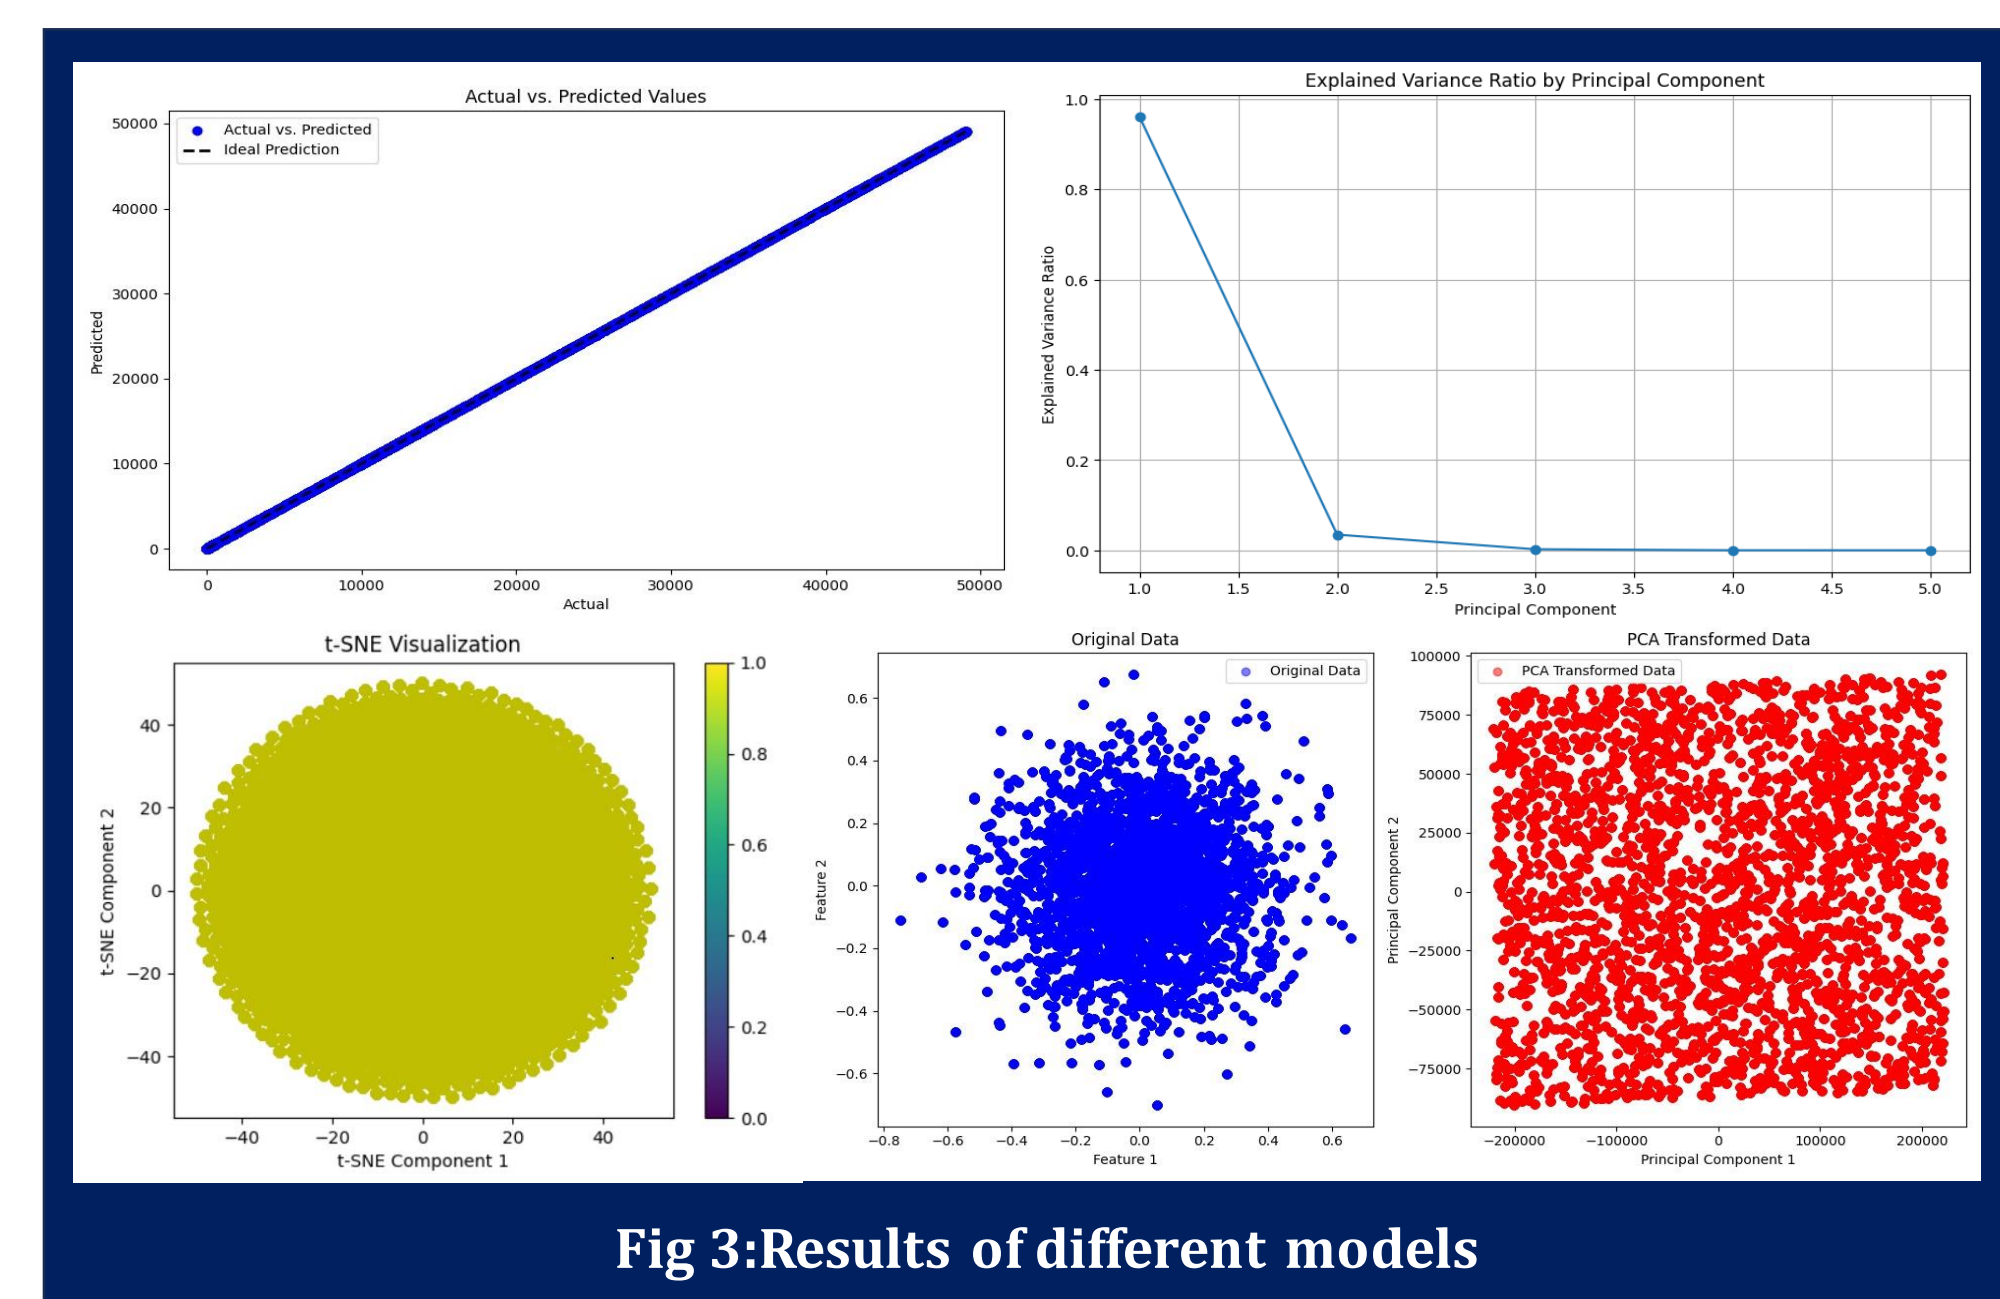 Actual vs. Predicted Values
Actual vs. Predicted
Ideal Prediction
50000
40000
30000
20000
10000
0
Predicted
0 10000 20000 30000 40000 50000
Actual
Explained Variance Ratio by Principal Component
1.0
0.8
0.6
0.4
0.2
0.0
Explained Variance Ratio
1.0 1.5 2.0 2.5 3.0 3.5 4.0 4.5 5.0
Principal Component
t-SNE Visualization
40
20
0
−20
−40
t-SNE Component 2
−40 −20 0 20 40
t-SNE Component 1
1.0
0.8
0.6
0.4
0.2
0.0
Original Data
Original Data
0.6
0.4
0.2
0.0
−0.2
−0.4
−0.6
Feature 2
−0.8 −0.6 −0.4 −0.2 0.0 0.2 0.4 0.6
Feature 1
PCA Transformed Data
PCA Transformed Data
100000
75000
50000
25000
0
−25000
−50000
−75000
Principal Component 2
−200000 −100000 0 100000 200000
Principal Component 1
Fig 3:Results of different models